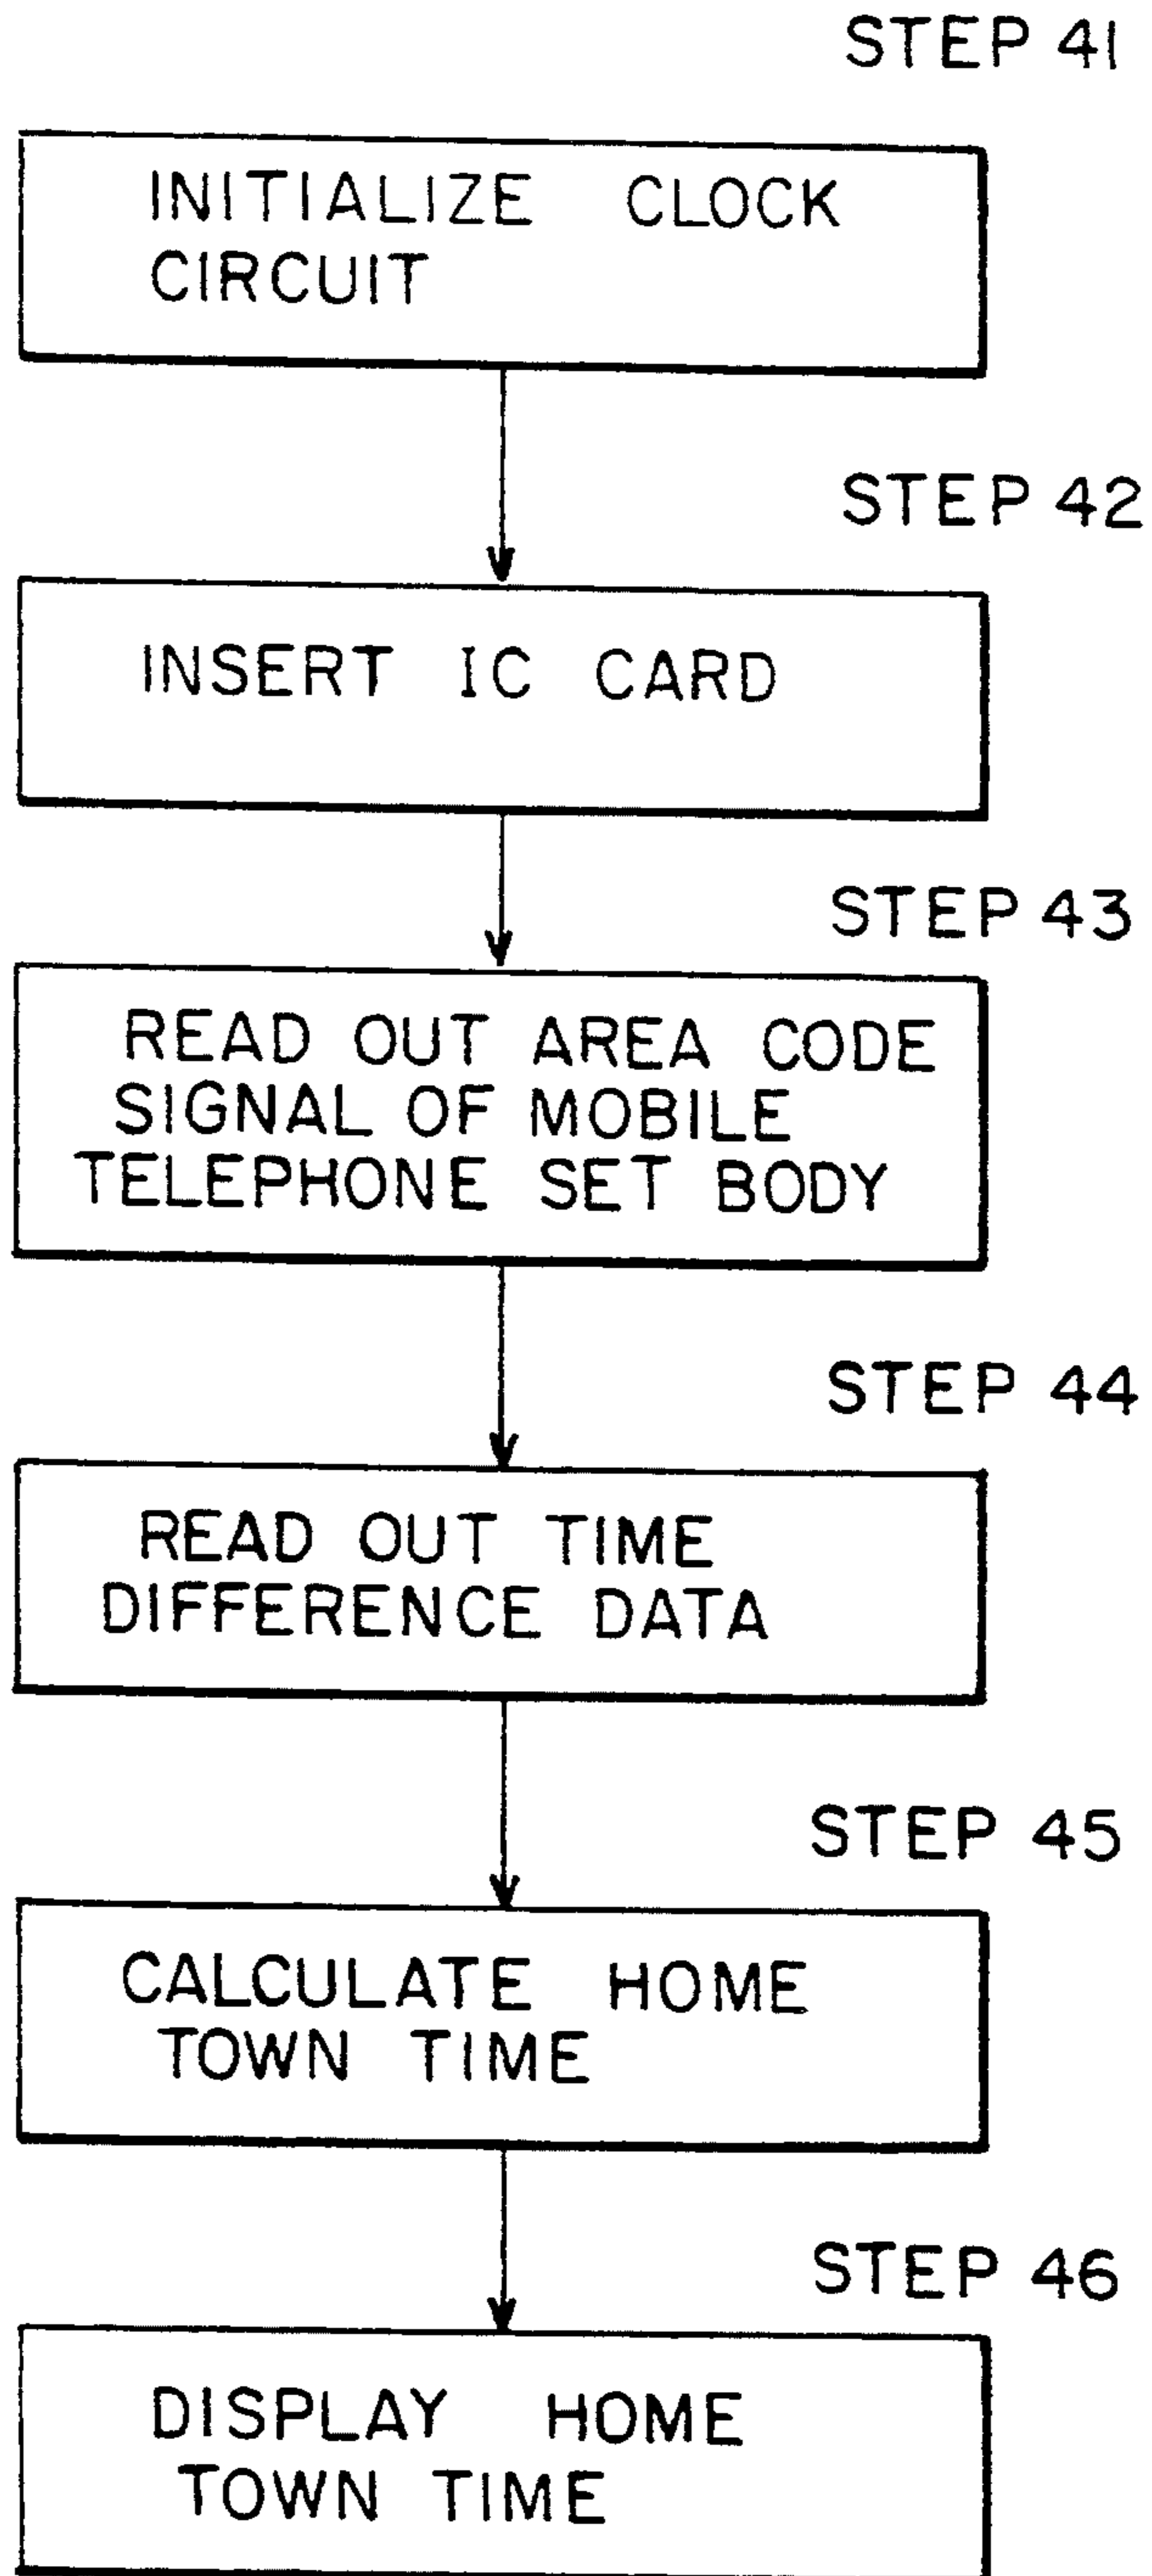 STEP 41
INITIALIZE CLOCK
CIRCUIT
STEP 42
INSERT IC CARD
STEP 43
READ OUT AREA CODE
SIGNAL OF MOBILE
TELEPHONE SET BODY
STEP 44
READ OUT TIME
DIFFERENCE DATA
STEP 45
CALCULATE HOME
TOWN TIME
STEP 46
DISPLAY HOME
TOWN TIME